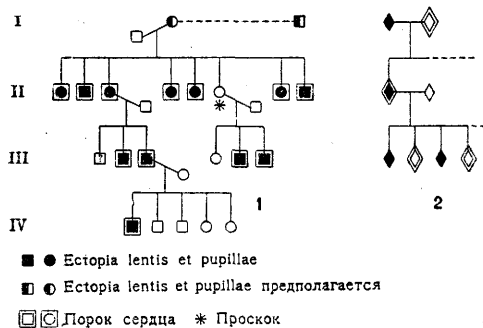 I
II
III
IV
?
1
2
Ectopia lentis et pupillae
Ectopia lentis et pupillae предполагается
Порок сердца * Проскок